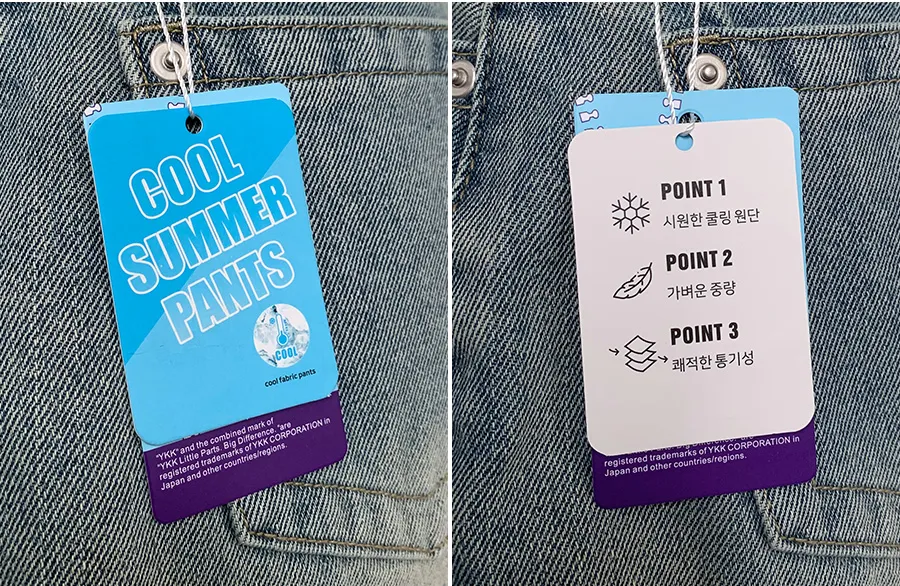 COOL
SUMMER
PANTS
COOL
cool fabric pants
"YKK" and the combined mark of
"YKK Little Parts. Big Difference. "are
registered trademarks of YKK CORPORATION in
Japan and other countries/regions.
POINT 1
시원한 쿨링 원단
POINT 2
가벼운 중량
POINT 3
쾌적한 통기성
registered trademarks of YKK CORPORATION in
Japan and other countries/regions.